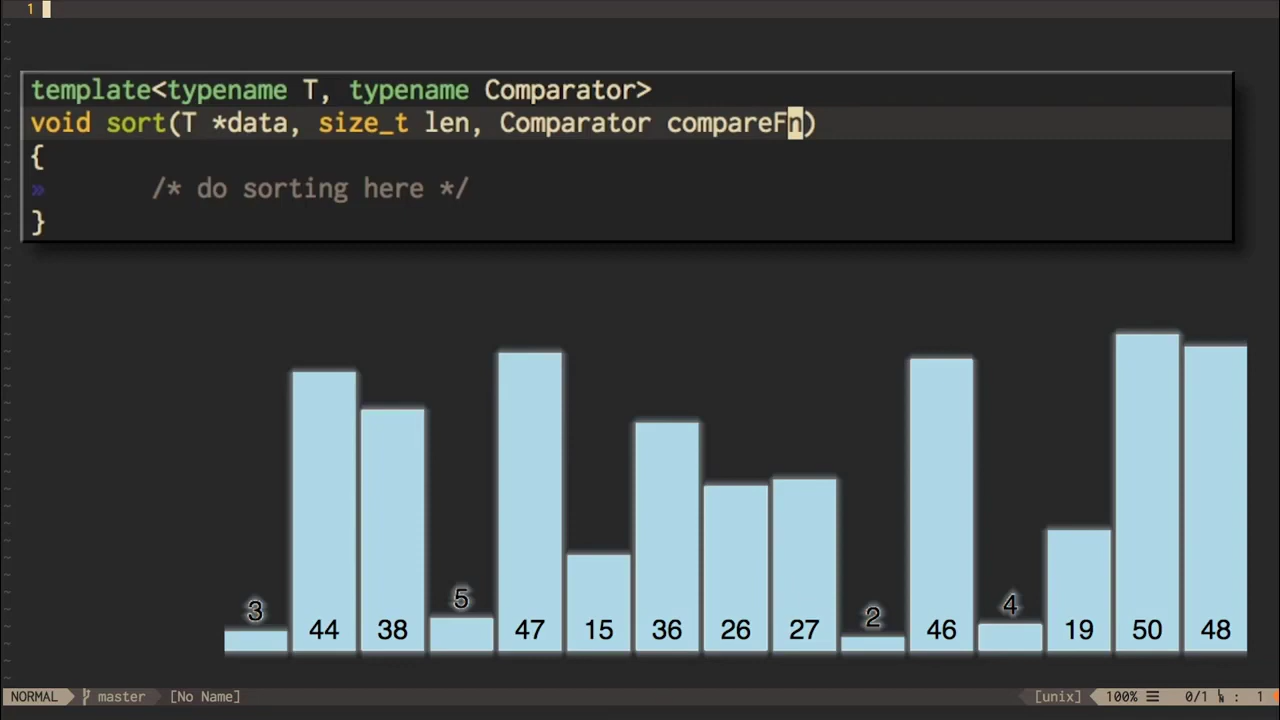 1
template<typename T, typename Comparator>
void sort(T *data, size_t len, Comparator compareFn)
{
» /* do sorting here */
}
3 44 38 5 47 15 36 26 27 2 46 4 19 50 48
NORMAL master [No Name] [unix] 100% ☰ 0/1 ㏑ : 1